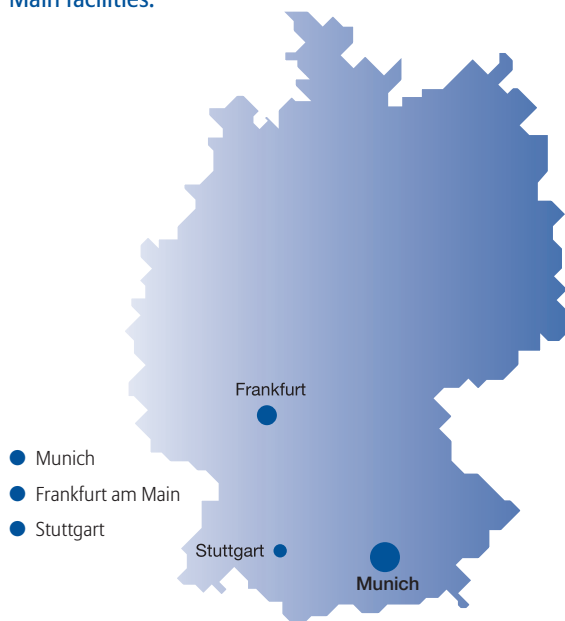 Main facilities:
Frankfurt
Munich
Frankfurt am Main
Stuttgart
Stuttgart
Munich